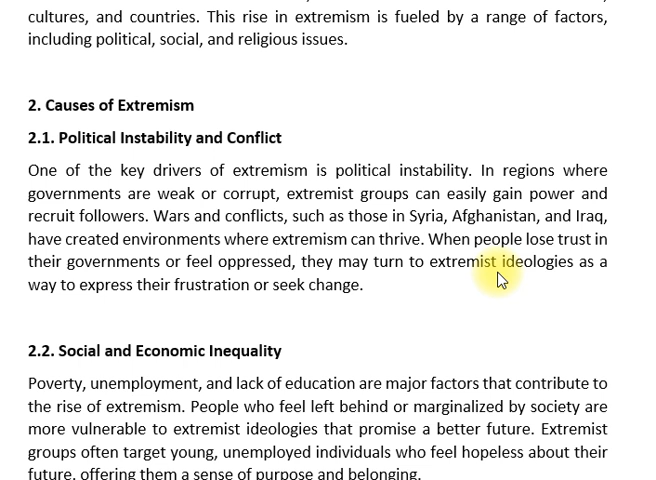 cultures, and countries. This rise in extremism is fueled by a range of factors,
including political, social, and religious issues.
2. Causes of Extremism
2.1. Political Instability and Conflict
One of the key drivers of extremism is political instability. In regions where
governments are weak or corrupt, extremist groups can easily gain power and
recruit followers. Wars and conflicts, such as those in Syria, Afghanistan, and Iraq,
have created environments where extremism can thrive. When people lose trust in
their governments or feel oppressed, they may turn to extremist ideologies as a
way to express their frustration or seek change.
2.2. Social and Economic Inequality
Poverty, unemployment, and lack of education are major factors that contribute to
the rise of extremism. People who feel left behind or marginalized by society are
more vulnerable to extremist ideologies that promise a better future. Extremist
groups often target young, unemployed individuals who feel hopeless about their
future, offering them a sense of purpose and belonging.